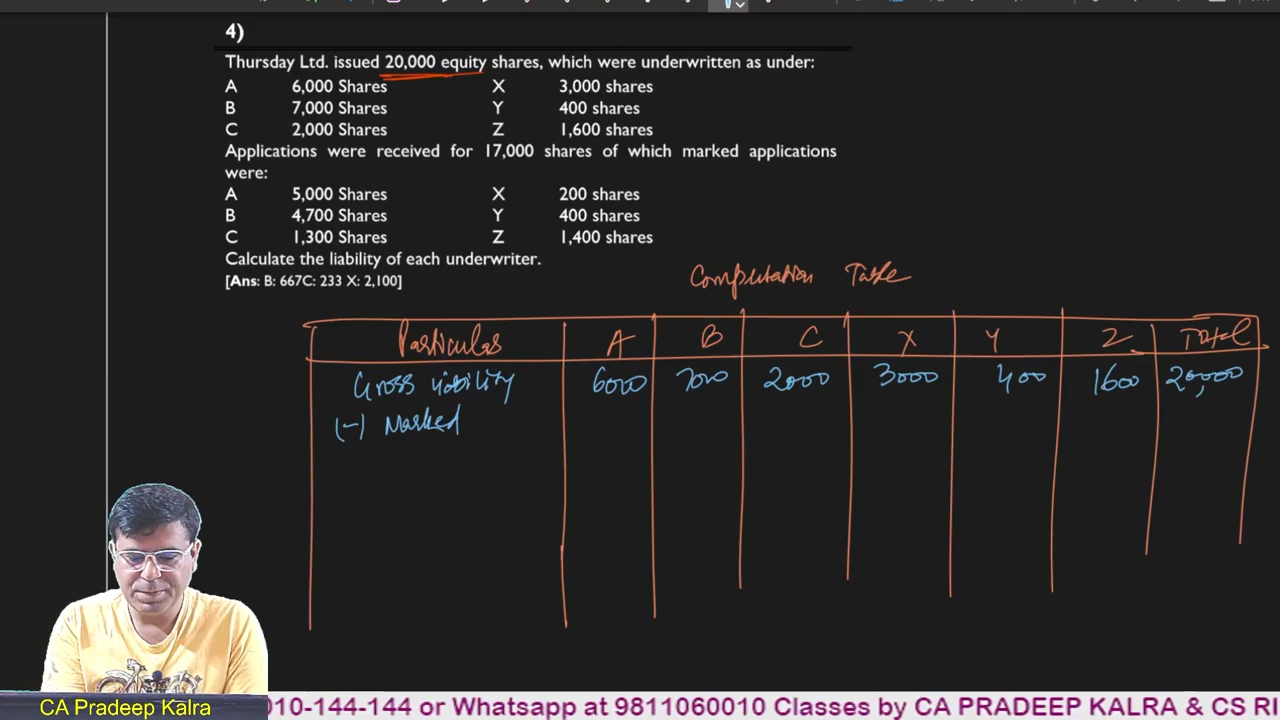 4)
Thursday Ltd. issued 20,000 equity shares, which were underwritten as under:
A 6,000 Shares X 3,000 shares
B 7,000 Shares Y 400 shares
C 2,000 Shares Z 1,600 shares
Applications were received for 17,000 shares of which marked applications
were:
A 5,000 Shares X 200 shares
B 4,700 Shares Y 400 shares
C 1,300 Shares Z 1,400 shares
Calculate the liability of each underwriter.
[Ans: B: 667C: 233 X: 2,100]
Computation Table
Particulas A B C X Y Z Total
Gross liability 6000 7000 2000 3000 400 1600 20,000
(-) Marked
CA Pradeep Kalra
010-144-144 or Whatsapp at 9811060010 Classes by CA PRADEEP KALRA & CS RI